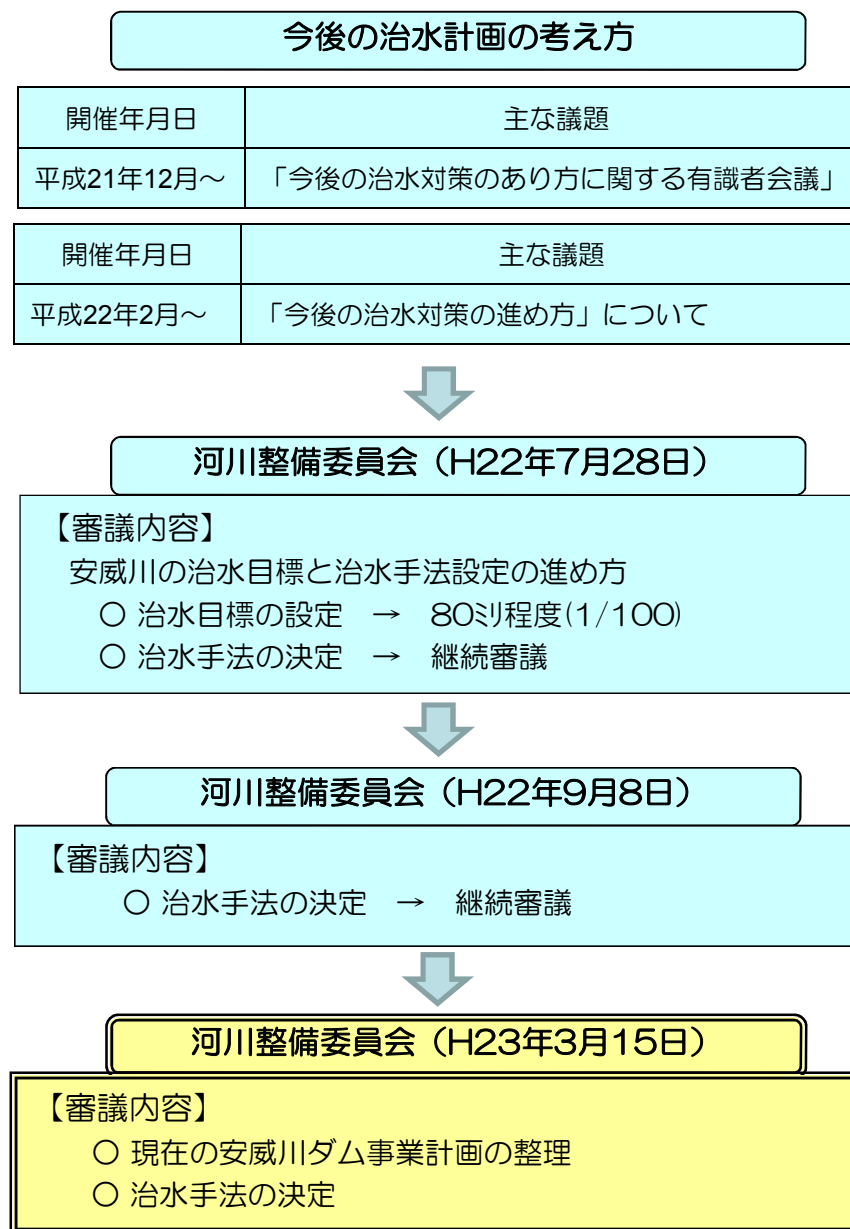 今後の治水計画の考え方
開催年月日 主な議題
平成21年12月～ 「今後の治水対策のあり方に関する有識者会議」
開催年月日 主な議題
平成22年2月～ 「今後の治水対策の進め方」について
河川整備委員会（H22年7月28日）
【審議内容】
安威川の治水目標と治水手法設定の進め方
○ 治水目標の設定 → 80ﾐﾘ程度(1/100)
○ 治水手法の決定 → 継続審議
河川整備委員会（H22年9月8日）
【審議内容】
○ 治水手法の決定 → 継続審議
河川整備委員会（H23年3月15日）
【審議内容】
○ 現在の安威川ダム事業計画の整理
○ 治水手法の決定